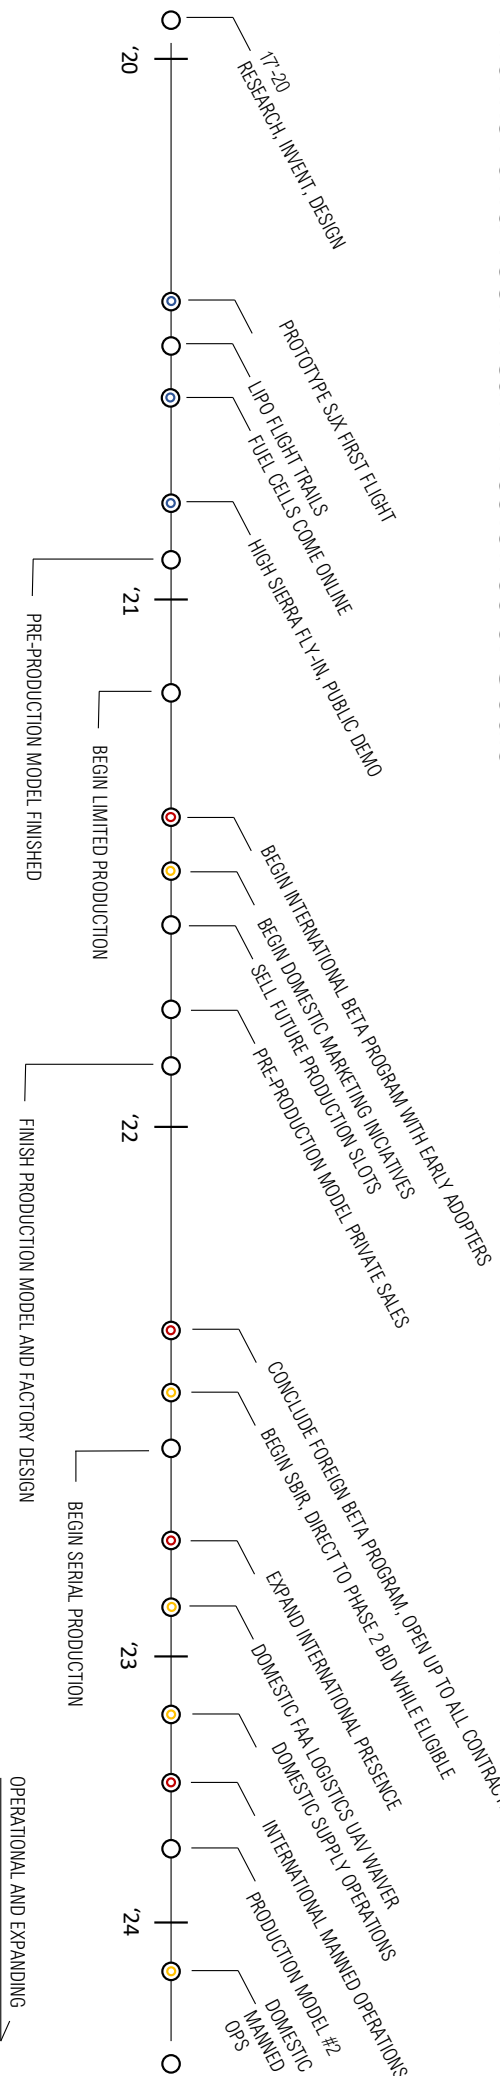 '20
17'-20
RESEARCH, INVENT, DESIGN
PROTOTYPE SJX FIRST FLIGHT
LIPO FLIGHT TRAILS
FUEL CELLS COME ONLINE
HIGH SIERRA FLY-IN, PUBLIC DEMO
PRE-PRODUCTION MODEL FINISHED
'21
BEGIN LIMITED PRODUCTION
BEGIN INTERNATIONAL BETA PROGRAM WITH EARLY ADOPTERS
BEGIN DOMESTIC MARKETING INICIATIVES
SELL FUTURE PRODUCTION SLOTS
PRE-PRODUCTION MODEL PRIVATE SALES
FINISH PRODUCTION MODEL AND FACTORY DESIGN
'22
CONCLUDE FOREIGN BETA PROGRAM, OPEN UP TO ALL CONTRACT
BEGIN SBIR, DIRECT TO PHASE 2 BID WHILE ELIGIBLE
BEGIN SERIAL PRODUCTION
EXPAND INTERNATIONAL PRESENCE
DOMESTIC FAA LOGISTICS UAV WAIVER
'23
DOMESTIC SUPPLY OPERATIONS
INTERNATIONAL MANNED OPERATIONS
PRODUCTION MODEL #2
'24
DOMESTIC
MANNED
OPS
OPERATIONAL AND EXPANDING